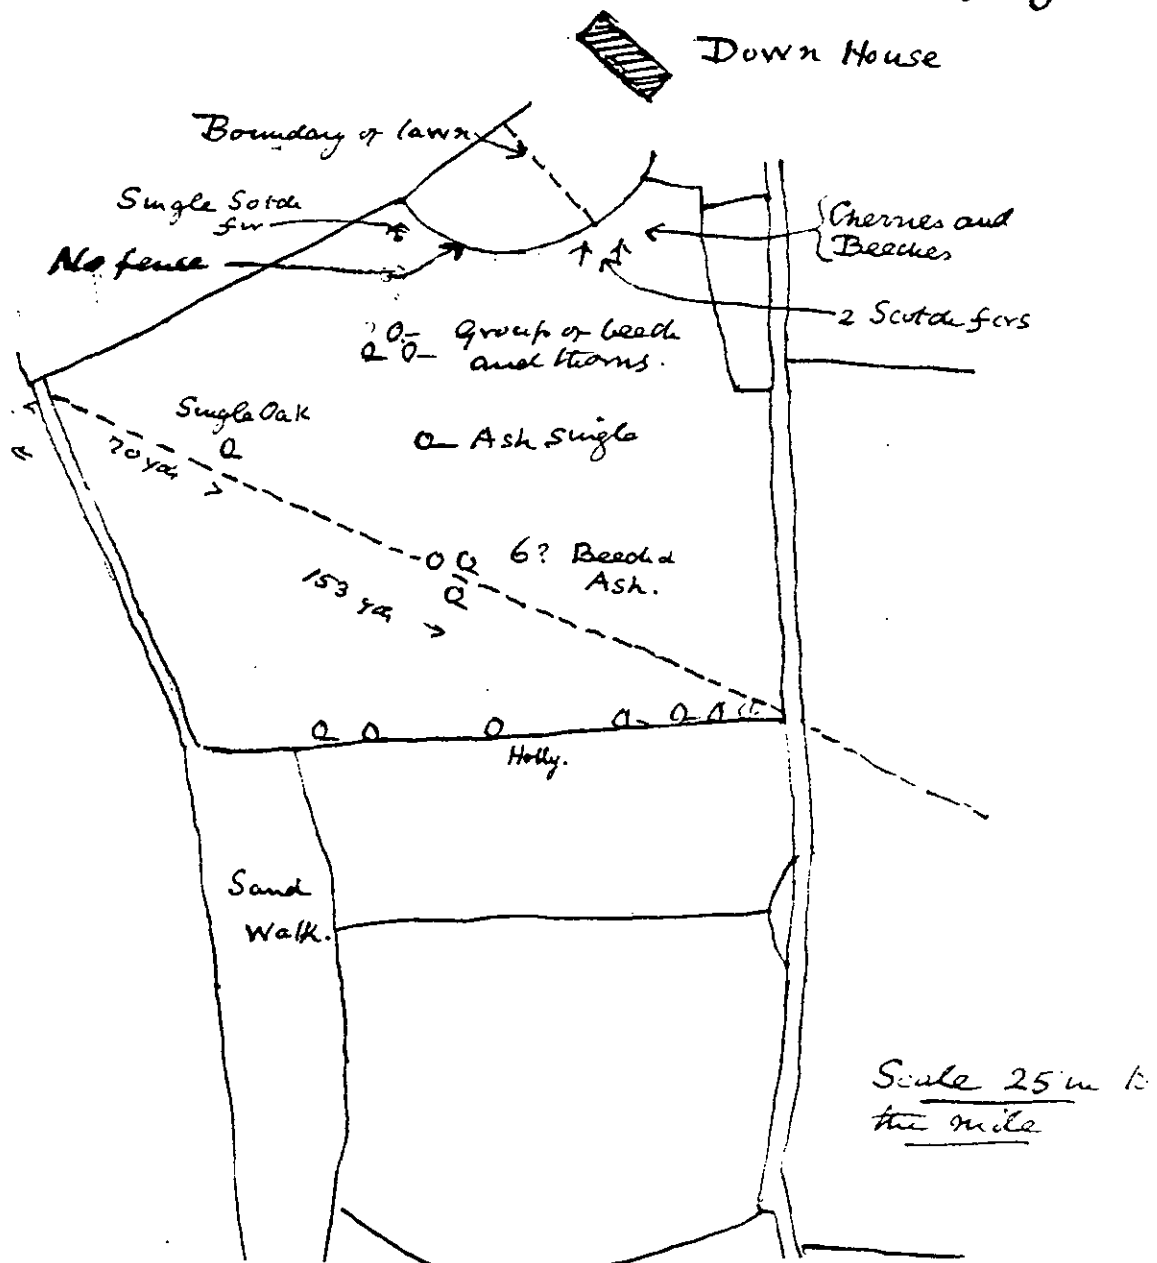 Down House
Boundary of lawn
Single Scotch
fir
No fence
Cherries and
Beeches
2 Scotch firs
Group of beech
and thorns.
Single Oak
Ash Single
70 yds
6? Beech &
Ash.
153 yds
Holly.
Sand
Walk.
Scale 25 in to
the mile